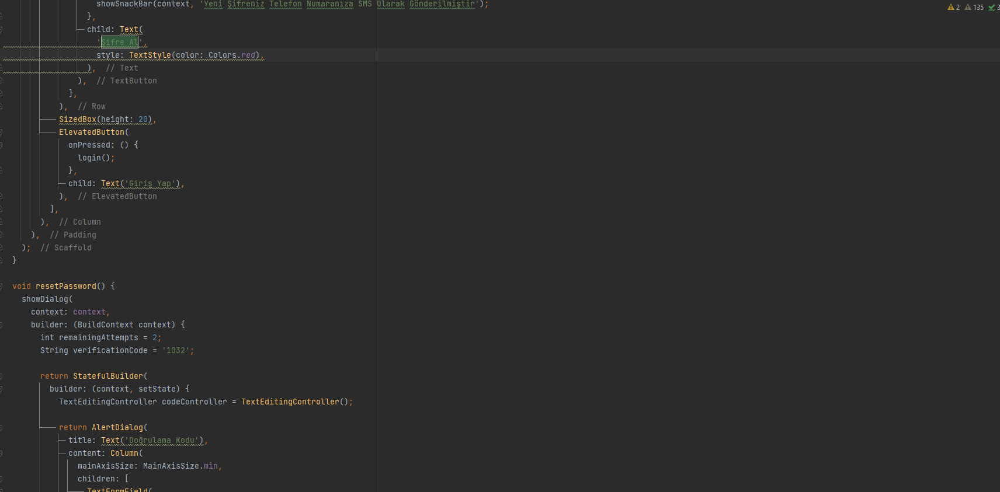 showSnackBar(context, 'Yeni Şifreniz Telefon Numaranıza SMS Olarak Gönderilmiştir');
2 135 3
},
child: Text(
'Şifre Al',
style: TextStyle(color: Colors.red),
), // Text
), // TextButton
],
), // Row
SizedBox(height: 20),
ElevatedButton(
onPressed: () {
login();
},
child: Text('Giriş Yap'),
), // ElevatedButton
],
), // Column
), // Padding
); // Scaffold
}
void resetPassword() {
showDialog(
context: context,
builder: (BuildContext context) {
int remainingAttempts = 2;
String verificationCode = '1032';
return StatefulBuilder(
builder: (context, setState) {
TextEditingController codeController = TextEditingController();
return AlertDialog(
title: Text('Doğrulama Kodu'),
content: Column(
mainAxisSize: MainAxisSize.min,
children: [
TextFormField(